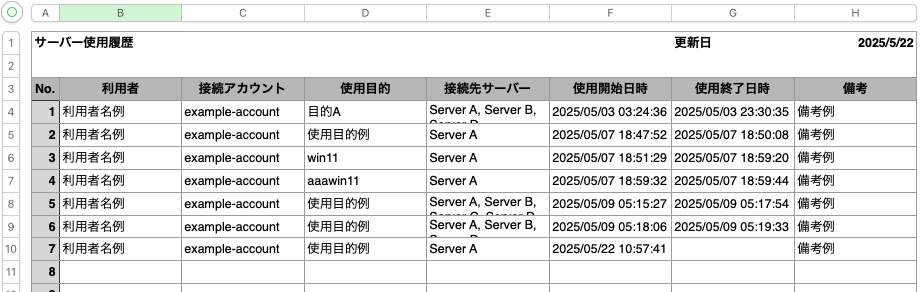 A B C D E F G H
1 サーバー使用履歴 更新日 2025/5/22
2
3 No. 利用者 接続アカウント 使用目的 接続先サーバー 使用開始日時 使用終了日時 備考
4 1 利用者名例 example-account 目的A Server A, Server B, 2025/05/03 03:24:36 2025/05/03 23:30:35 備考例
5 2 利用者名例 example-account 使用目的例 Server A 2025/05/07 18:47:52 2025/05/07 18:50:08 備考例
6 3 利用者名例 example-account win11 Server A 2025/05/07 18:51:29 2025/05/07 18:59:20 備考例
7 4 利用者名例 example-account aaawin11 Server A 2025/05/07 18:59:32 2025/05/07 18:59:44 備考例
8 5 利用者名例 example-account 使用目的例 Server A, Server B, 2025/05/09 05:15:27 2025/05/09 05:17:54 備考例
9 6 利用者名例 example-account 使用目的例 Server A, Server B, 2025/05/09 05:18:06 2025/05/09 05:19:33 備考例
10 7 利用者名例 example-account 使用目的例 Server A 2025/05/22 10:57:41 備考例
11 8